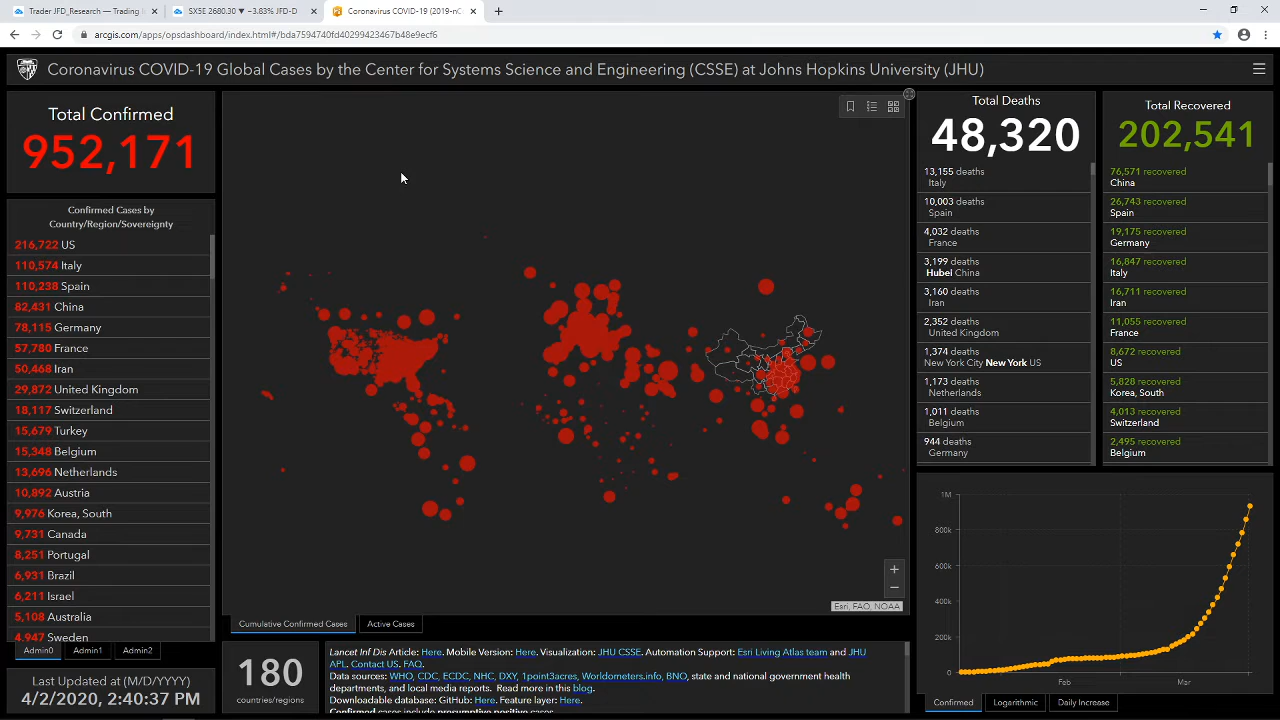 Trader JFD_Research — Trading I
SX5E 2680.30 ▼ −3.83% JFD-D
Coronavirus COVID-19 (2019-nC
arcgis.com/apps/opsdashboard/index.html#/bda7594740fd40299423467b48e9ecf6
Coronavirus COVID-19 Global Cases by the Center for Systems Science and Engineering (CSSE) at Johns Hopkins University (JHU)
Total Confirmed
952,171
Confirmed Cases by
Country/Region/Sovereignty
216,722 US
110,574 Italy
110,238 Spain
82,431 China
78,115 Germany
57,780 France
50,468 Iran
29,872 United Kingdom
18,117 Switzerland
15,679 Turkey
15,348 Belgium
13,696 Netherlands
10,892 Austria
9,976 Korea, South
9,731 Canada
8,251 Portugal
6,931 Brazil
6,211 Israel
5,108 Australia
4,947 Sweden
Admin0
Admin1
Admin2
Last Updated at (M/D/YYYY)
4/2/2020, 2:40:37 PM
Esri, FAO, NOAA
Cumulative Confirmed Cases
Active Cases
180
countries/regions
Lancet Inf Dis Article: Here. Mobile Version: Here. Visualization: JHU CSSE. Automation Support: Esri Living Atlas team and JHU
APL. Contact US. FAQ.
Data sources: WHO, CDC, ECDC, NHC, DXY, 1point3acres, Worldometers.info, BNO, state and national government health
departments, and local media reports. Read more in this blog.
Downloadable database: GitHub: Here. Feature layer: Here.
Confirmed cases include presumptive positive cases.
Total Deaths
48,320
13,155 deaths
Italy
10,003 deaths
Spain
4,032 deaths
France
3,199 deaths
Hubei China
3,160 deaths
Iran
2,352 deaths
United Kingdom
1,374 deaths
New York City New York US
1,173 deaths
Netherlands
1,011 deaths
Belgium
944 deaths
Germany
Total Recovered
202,541
76,571 recovered
China
26,743 recovered
Spain
19,175 recovered
Germany
16,847 recovered
Italy
16,711 recovered
Iran
11,055 recovered
France
8,672 recovered
US
5,828 recovered
Korea, South
4,013 recovered
Switzerland
2,495 recovered
Belgium
1M
800k
600k
400k
200k
0
Feb
Mar
Confirmed
Logarithmic
Daily Increase